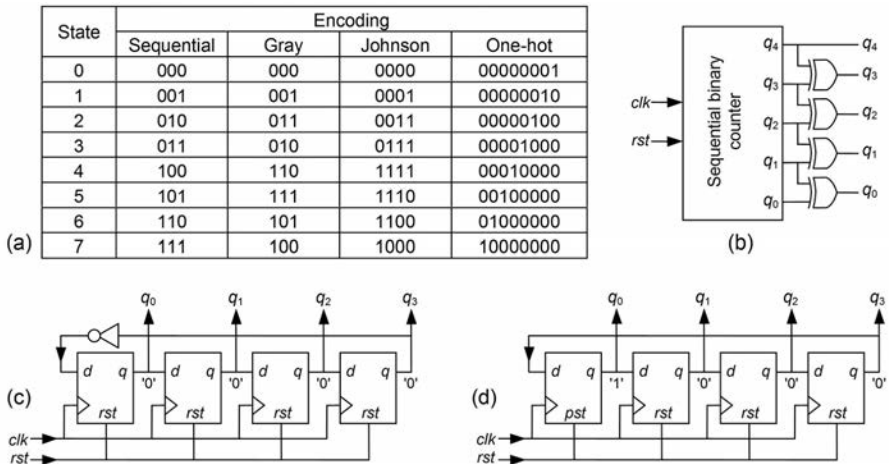 State Encoding
Sequential Gray Johnson One-hot
0 000 000 0000 00000001
1 001 001 0001 00000010
2 010 011 0011 00000100
3 011 010 0111 00001000
4 100 110 1111 00010000
5 101 111 1110 00100000
6 110 101 1100 01000000
7 111 100 1000 10000000
(a)
clk
rst
Sequential binary
counter
q4 q4
q3 q3
q2 q2
q1 q1
q0 q0
(b)
q0 q1 q2 q3
d q d q d q d q
'0' '0' '0' '0'
rst rst rst rst
(c)
clk
rst
q0 q1 q2 q3
d q d q d q d q
'1' '0' '0' '0'
pst rst rst rst
(d)
clk
rst